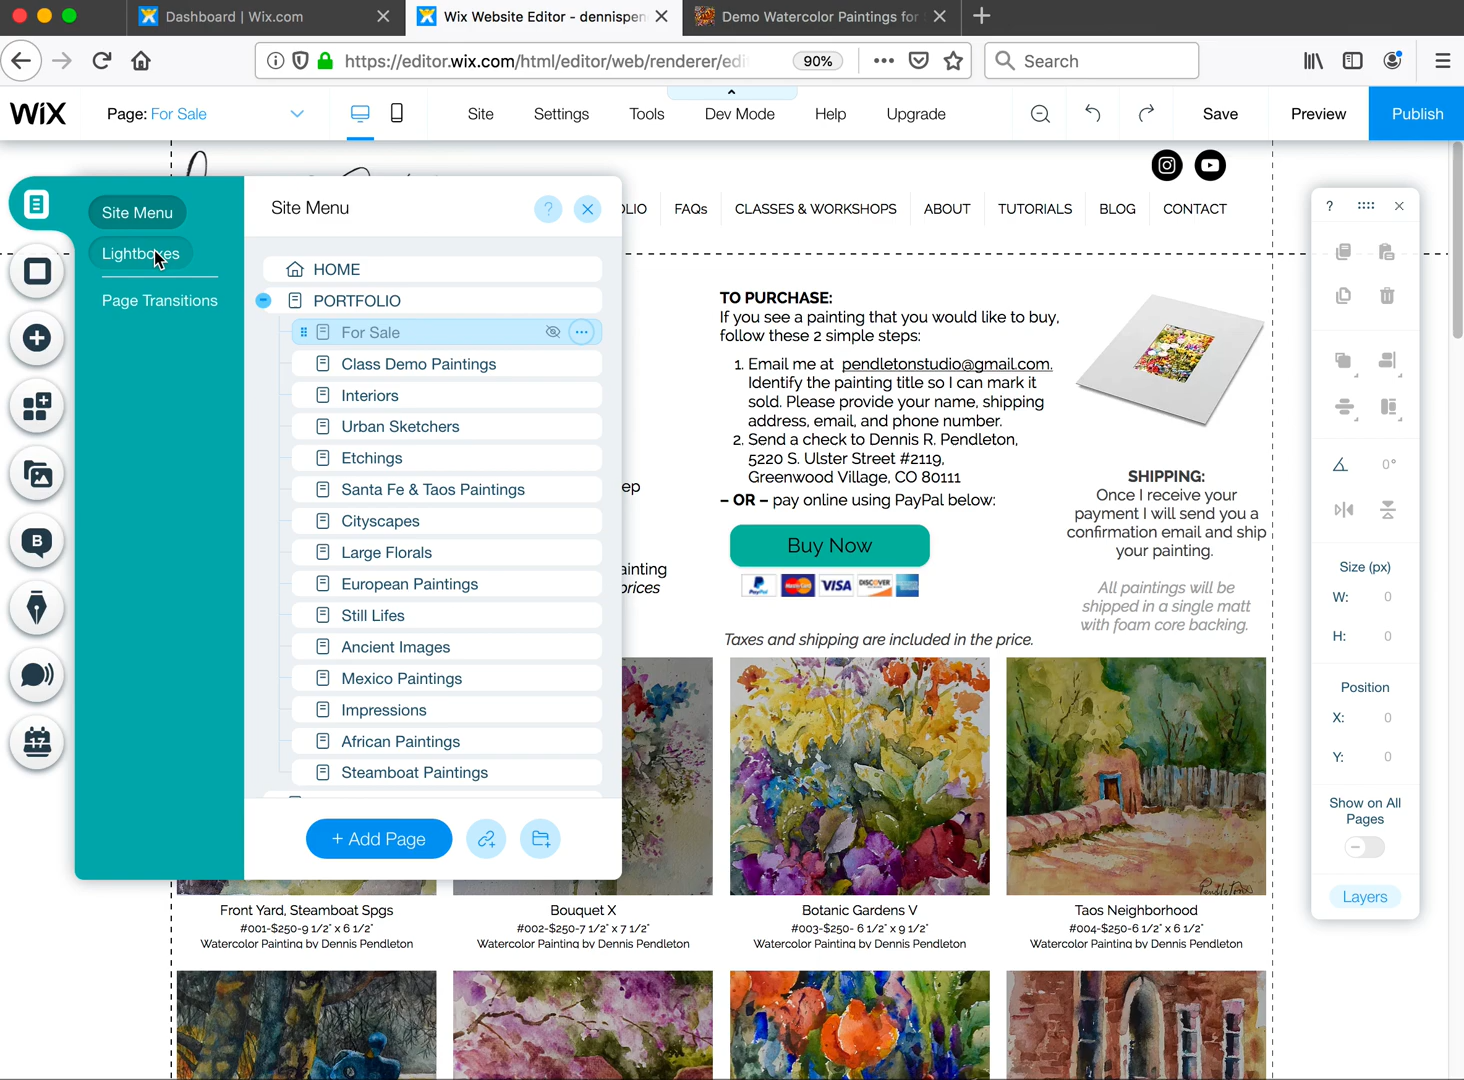 Dashboard | Wix.com
Wix Website Editor - dennispen
Demo Watercolor Paintings for
https://editor.wix.com/html/editor/web/renderer/edi
90%
Search
WiX
Page: For Sale
Site
Settings
Tools
Dev Mode
Help
Upgrade
Save
Preview
Publish
Site Menu
Lightboxes
Page Transitions
Site Menu
?
HOME
PORTFOLIO
For Sale
Class Demo Paintings
Interiors
Urban Sketchers
Etchings
Santa Fe & Taos Paintings
Cityscapes
Large Florals
European Paintings
Still Lifes
Ancient Images
Mexico Paintings
Impressions
African Paintings
Steamboat Paintings
+ Add Page
OLIO
FAQs
CLASSES & WORKSHOPS
ABOUT
TUTORIALS
BLOG
CONTACT
TO PURCHASE:
If you see a painting that you would like to buy,
follow these 2 simple steps:
1. Email me at pendletonstudio@gmail.com.
Identify the painting title so I can mark it
sold. Please provide your name, shipping
address, email, and phone number.
2. Send a check to Dennis R. Pendleton,
5220 S. Ulster Street #2119,
Greenwood Village, CO 80111
– OR – pay online using PayPal below:
ep
ainting
prices
Buy Now
PayPal
MasterCard
VISA
DISCOVER
Taxes and shipping are included in the price.
SHIPPING:
Once I receive your
payment I will send you a
confirmation email and ship
your painting.
All paintings will be
shipped in a single matt
with foam core backing.
Pendleton
Front Yard, Steamboat Spgs
#001-$250-9 1/2" x 6 1/2"
Watercolor Painting by Dennis Pendleton
Bouquet X
#002-$250-7 1/2" x 7 1/2"
Watercolor Painting by Dennis Pendleton
Botanic Gardens V
#003-$250- 6 1/2" x 9 1/2"
Watercolor Painting by Dennis Pendleton
Taos Neighborhood
#004-$250-6 1/2" x 6 1/2"
Watercolor Painting by Dennis Pendleton
?
0°
Size (px)
W: 0
H: 0
Position
X: 0
Y: 0
Show on All
Pages
Layers
B
17